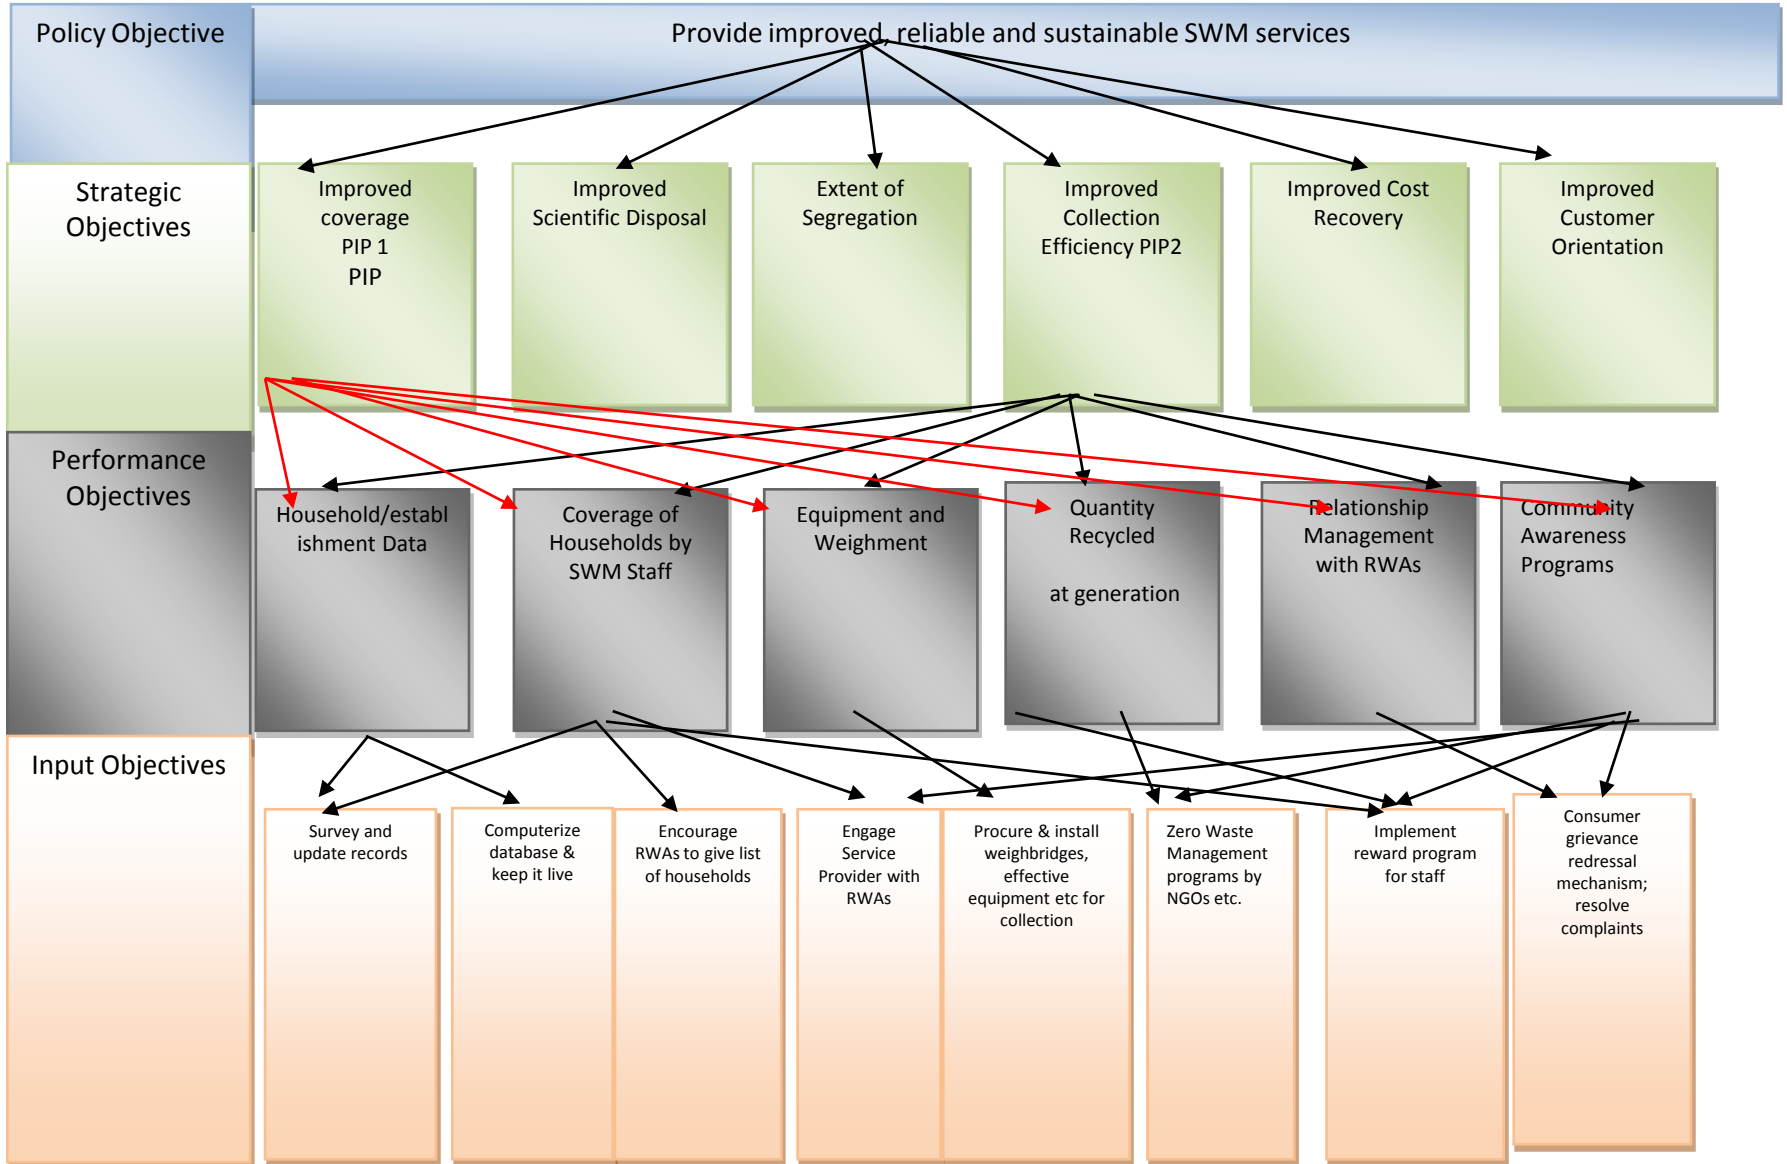 Policy Objective
Provide improved, reliable and sustainable SWM services
Strategic
Objectives
Improved
coverage
PIP 1
PIP
Improved
Scientific Disposal
Extent of
Segregation
Improved
Collection
Efficiency PIP2
Improved Cost
Recovery
Improved
Customer
Orientation
Performance
Objectives
Household/establ
ishment Data
Coverage of
Households by
SWM Staff
Equipment and
Weighment
Quantity
Recycled
at generation
Relationship
Management
with RWAs
Community
Awareness
Programs
Input Objectives
Survey and
update records
Computerize
database &
keep it live
Encourage
RWAs to give list
of households
Engage
Service
Provider with
RWAs
Procure & install
weighbridges,
effective
equipment etc for
collection
Zero Waste
Management
programs by
NGOs etc.
Implement
reward program
for staff
Consumer
grievance
redressal
mechanism;
resolve
complaints